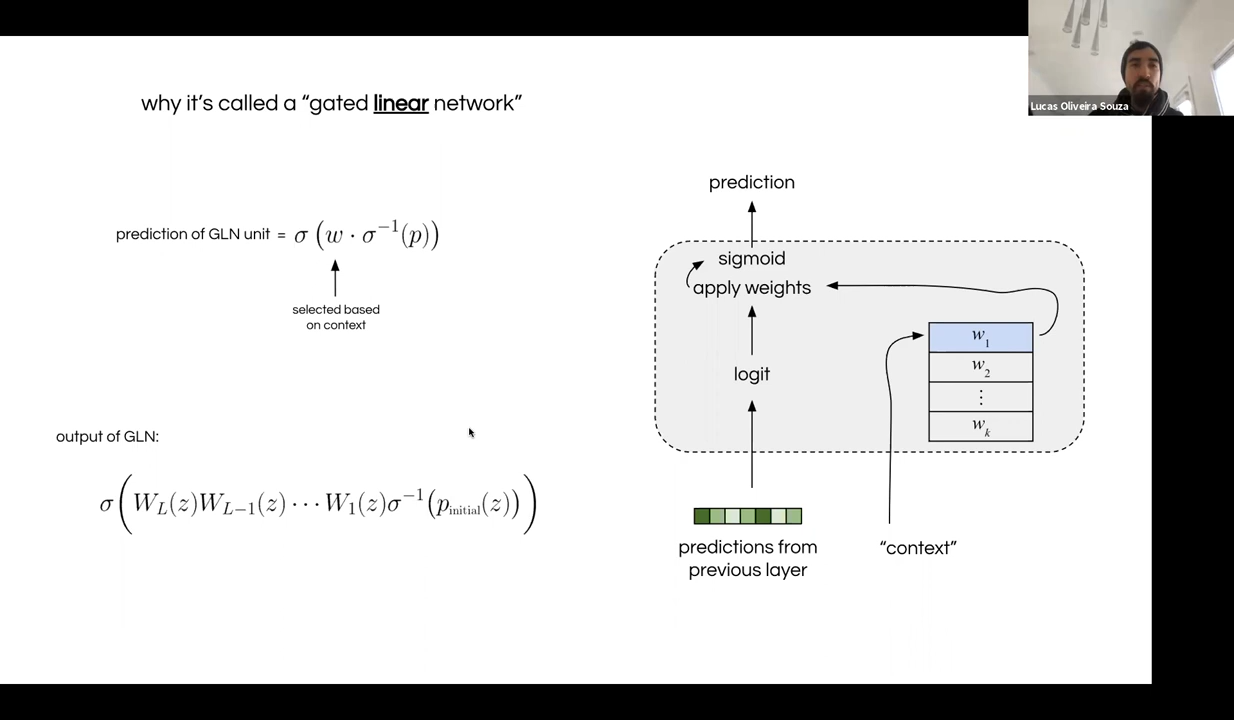 why it's called a "gated linear network"
Lucas Oliveira Souza
prediction of GLN unit = σ (w · σ⁻¹(p))
selected based
on context
output of GLN:
σ(W_L(z)W_{L−1}(z) ⋯ W_1(z)σ⁻¹(p_initial(z)))
prediction
sigmoid
apply weights
logit
w_1
w_2
⋮
w_k
predictions from
previous layer
"context"